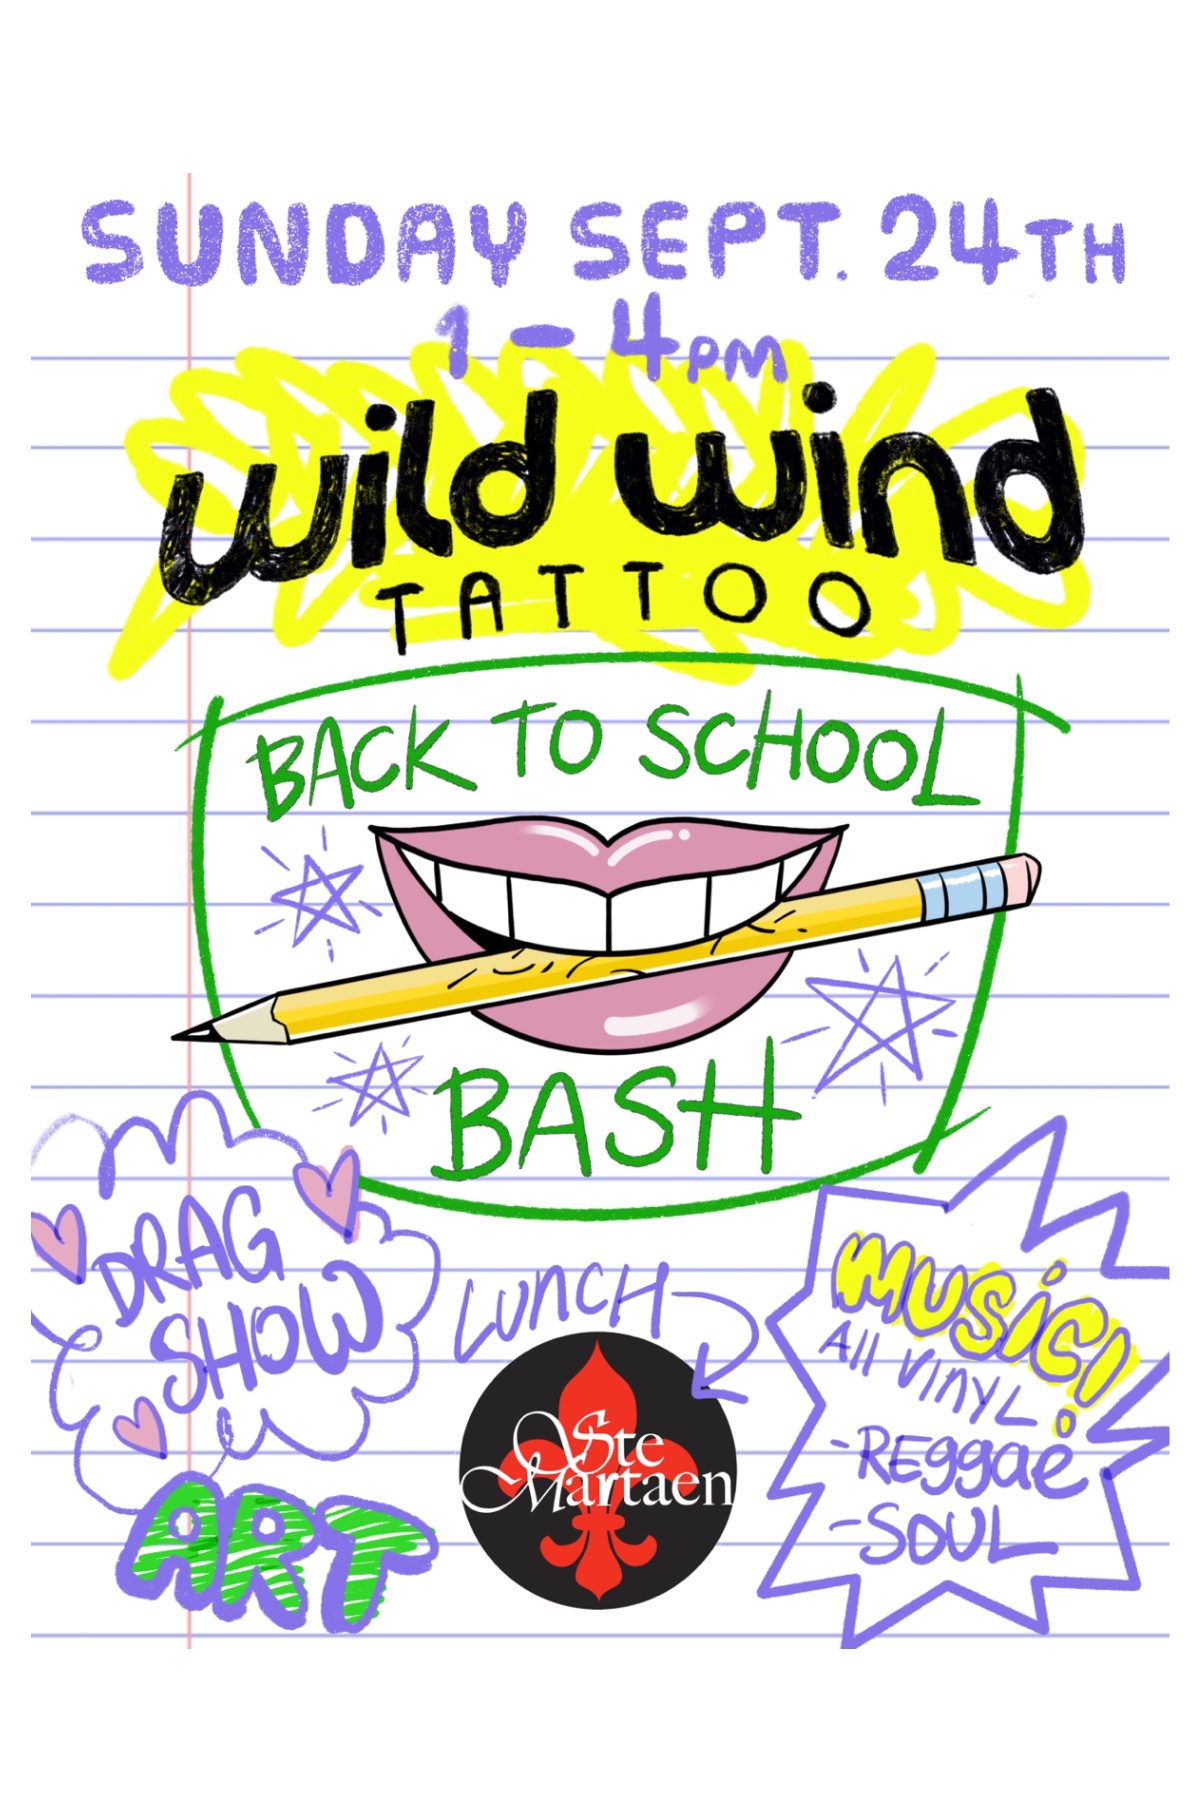 SUNDAY SEPT. 24TH
1 - 4PM
wild wind
TATTOO
BACK TO SCHOOL
BASH
DRAG
SHOW
ART
LUNCH
Ste
Martaen
MUSIC!
All vinyl
-Reggae
-SOUL